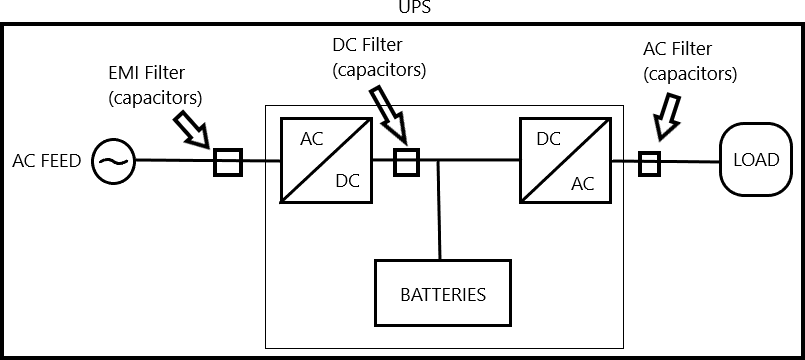 UPS
EMI Filter
(capacitors)
DC Filter
(capacitors)
AC Filter
(capacitors)
AC FEED
AC
DC
DC
AC
LOAD
BATTERIES